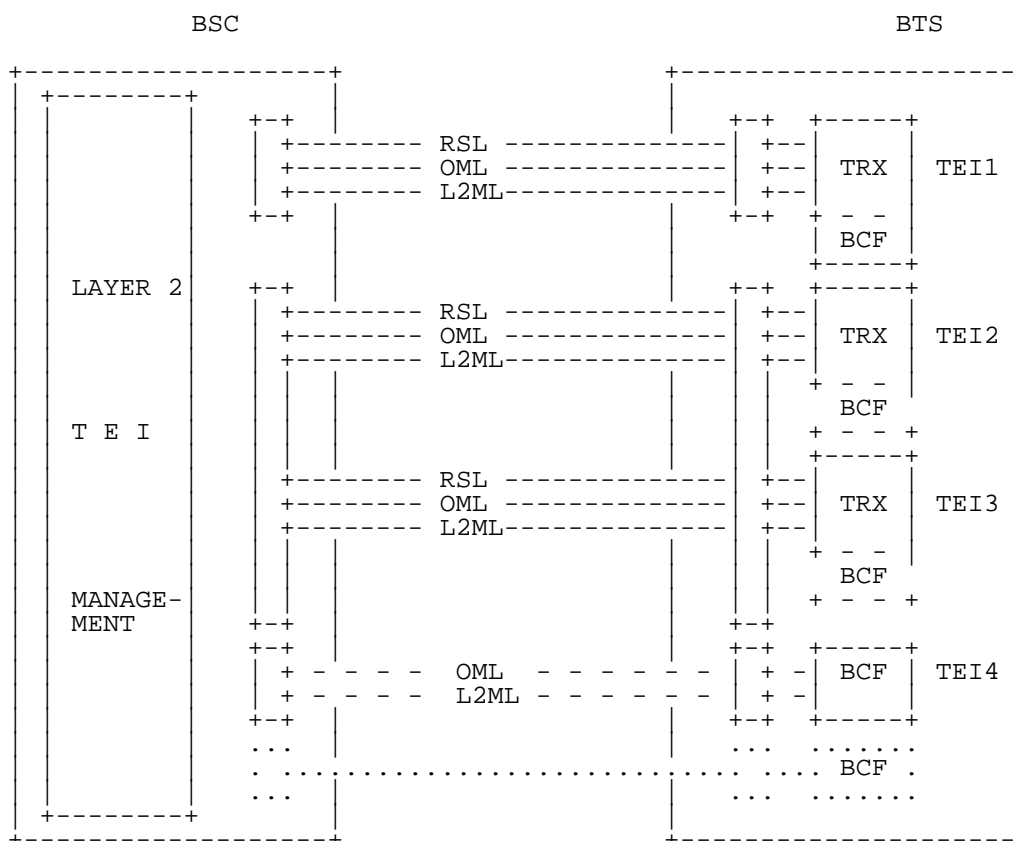 BSC BTS
RSL
OML TRX TEI1
L2ML
BCF
LAYER 2
RSL
OML TRX TEI2
L2ML
BCF
T E I
RSL
OML TRX TEI3
L2ML
BCF
MANAGE-
MENT
OML BCF TEI4
L2ML
BCF